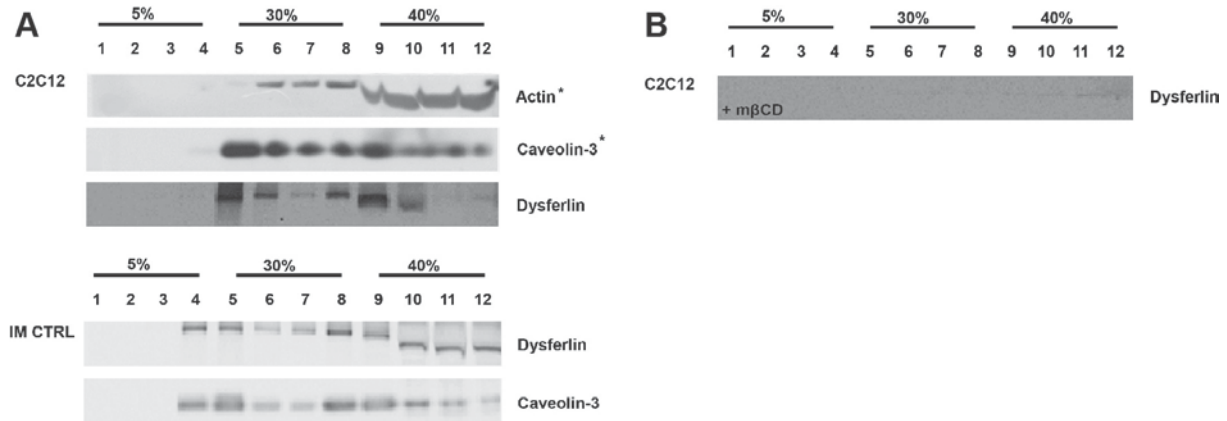 A
5% 30% 40%
1 2 3 4 5 6 7 8 9 10 11 12
C2C12
Actin*
Caveolin-3*
Dysferlin
5% 30% 40%
1 2 3 4 5 6 7 8 9 10 11 12
IM CTRL
Dysferlin
Caveolin-3
B
5% 30% 40%
1 2 3 4 5 6 7 8 9 10 11 12
C2C12
Dysferlin
+ mβCD